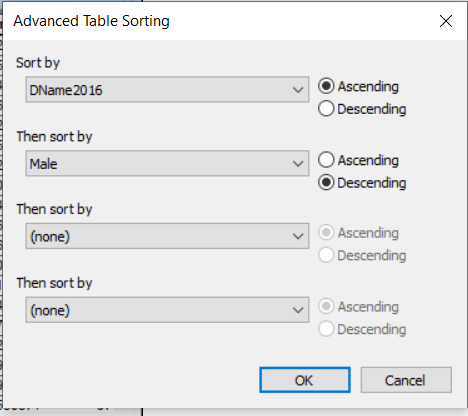 Advanced Table Sorting
Sort by
DName2016
Ascending
Descending
Then sort by
Male
Ascending
Descending
Then sort by
(none)
Ascending
Descending
Then sort by
(none)
Ascending
Descending
OK Cancel